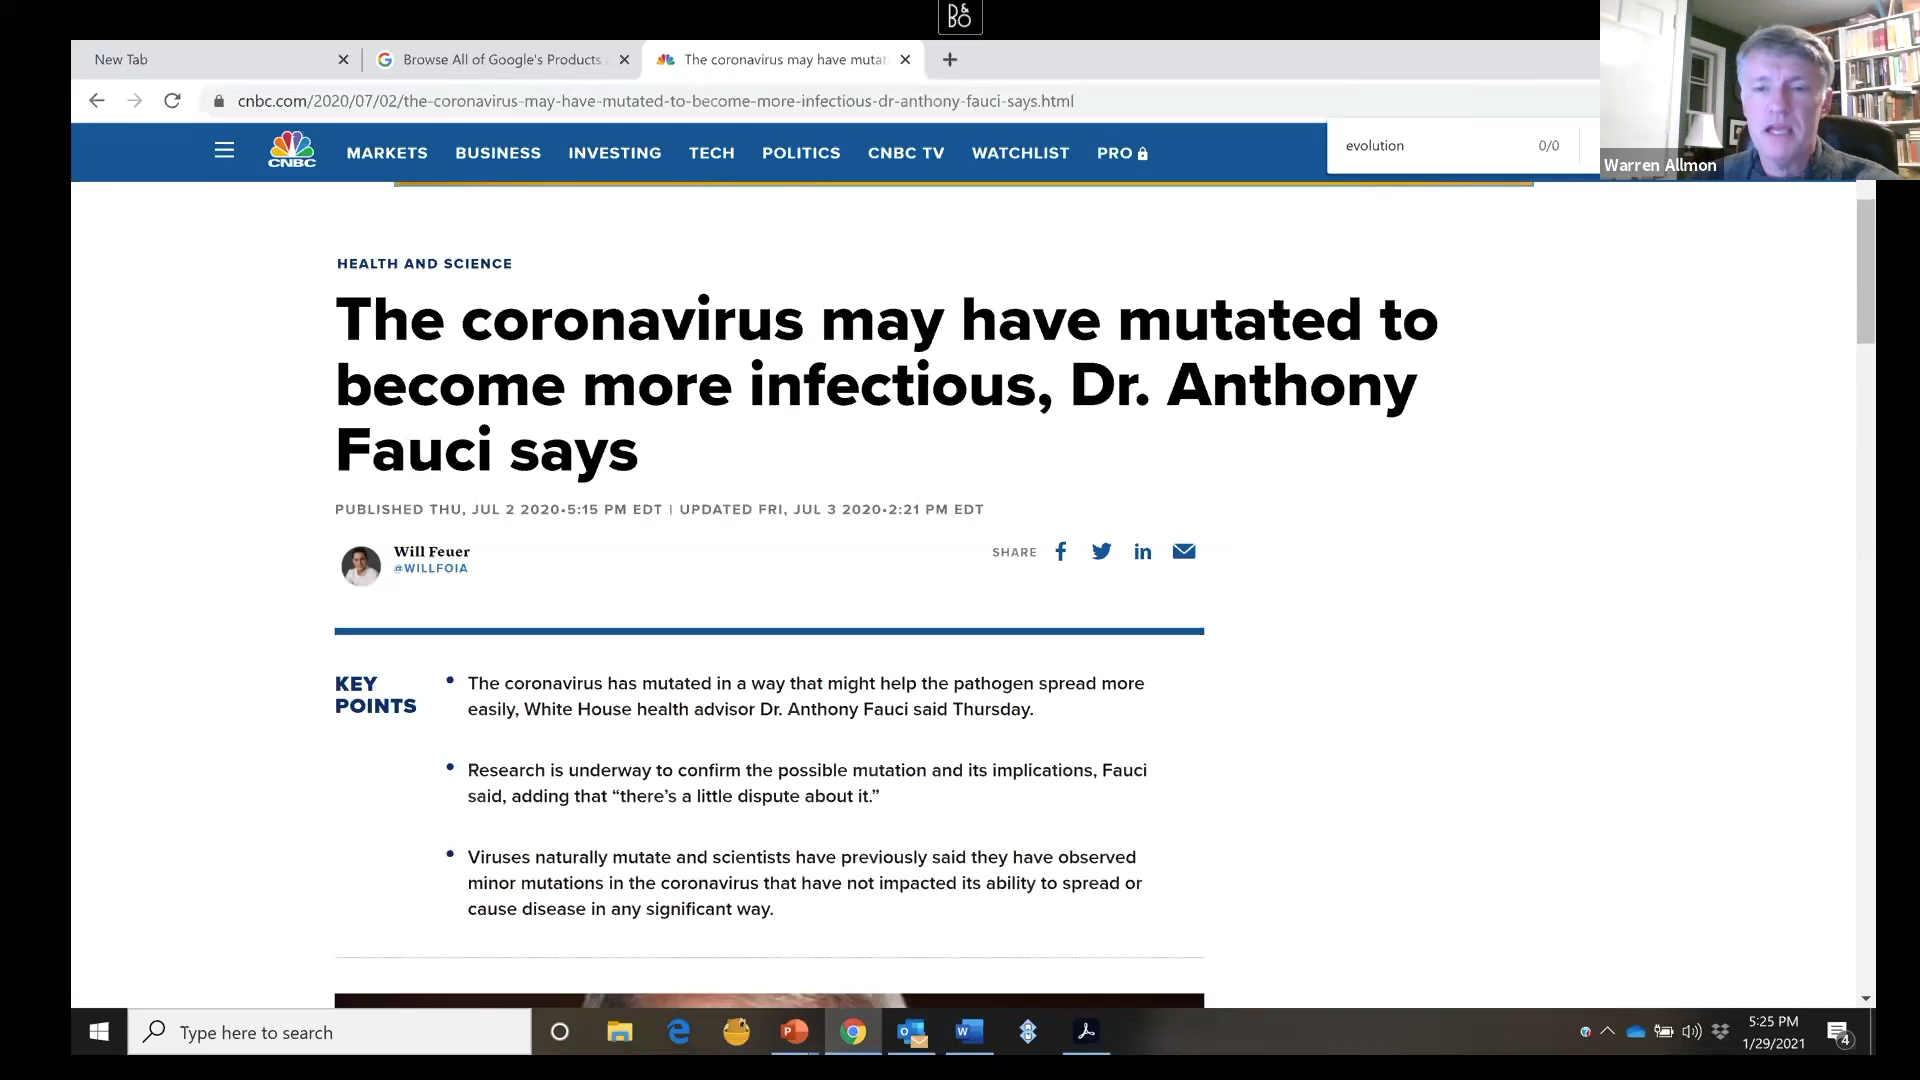 B&O
New Tab
Browse All of Google's Products
The coronavirus may have mutat
cnbc.com/2020/07/02/the-coronavirus-may-have-mutated-to-become-more-infectious-dr-anthony-fauci-says.html
CNBC
MARKETS BUSINESS INVESTING TECH POLITICS CNBC TV WATCHLIST PRO
evolution 0/0
Warren Allmon
HEALTH AND SCIENCE
The coronavirus may have mutated to
become more infectious, Dr. Anthony
Fauci says
PUBLISHED THU, JUL 2 2020•5:15 PM EDT | UPDATED FRI, JUL 3 2020•2:21 PM EDT
Will Feuer
@WILLFOIA
SHARE
KEY
POINTS
• The coronavirus has mutated in a way that might help the pathogen spread more
easily, White House health advisor Dr. Anthony Fauci said Thursday.
• Research is underway to confirm the possible mutation and its implications, Fauci
said, adding that “there’s a little dispute about it.”
• Viruses naturally mutate and scientists have previously said they have observed
minor mutations in the coronavirus that have not impacted its ability to spread or
cause disease in any significant way.
Type here to search
5:25 PM
1/29/2021
4